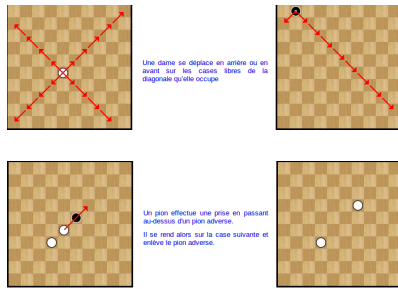 Une dame se déplace en arrière ou en
avant sur les cases libres de la
diagonale qu'elle occupe
Un pion effectue une prise en passant
au-dessus d'un pion adverse.
Il se rend alors sur la case suivante et
enlève le pion adverse.